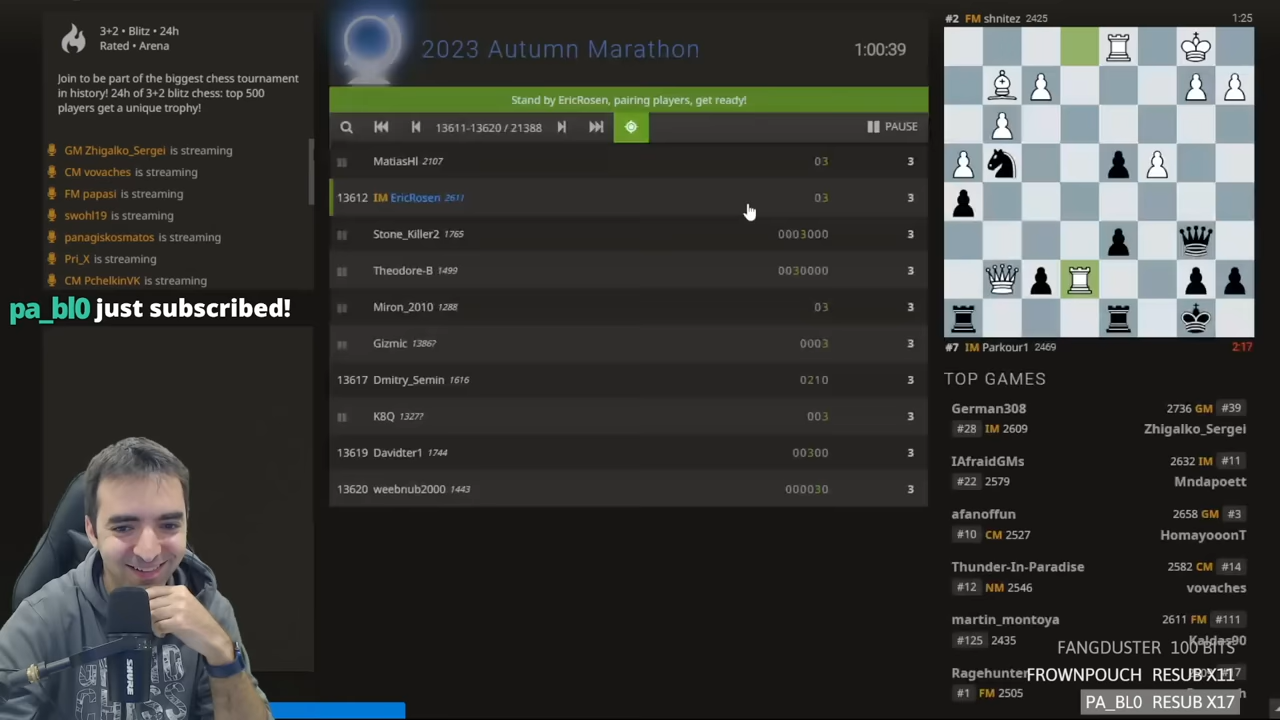 3+2 • Blitz • 24h
Rated • Arena
Join to be part of the biggest chess tournament
in history! 24h of 3+2 blitz chess: top 500
players get a unique trophy!
GM Zhigalko_Sergei is streaming
CM vovaches is streaming
FM papasi is streaming
swohl19 is streaming
panagiskosmatos is streaming
Pri_X is streaming
CM PchelkinVK is streaming
pa_bl0 just subscribed!
2023 Autumn Marathon
1:00:39
Stand by EricRosen, pairing players, get ready!
13611-13620 / 21388
PAUSE
MatiasHl 2107 03 3
13612 IM EricRosen 2611 03 3
Stone_Killer2 1765 0003000 3
Theodore-B 1499 0030000 3
Miron_2010 1288 03 3
Gizmic 1386? 0003 3
13617 Dmitry_Semin 1616 0210 3
K8Q 1327? 003 3
13619 Davidter1 1744 00300 3
13620 weebnub2000 1443 000030 3
SHURE
#2 FM shnitez 2425 1:25
#7 IM Parkour1 2469 2:17
TOP GAMES
German308 2736 GM #39
#28 IM 2609 Zhigalko_Sergei
IAfraidGMs 2632 IM #11
#22 2579 Mndapoett
afanoffun 2658 GM #3
#10 CM 2527 HomayooonT
Thunder-In-Paradise 2582 CM #14
#12 NM 2546 vovaches
martin_montoya 2611 FM #111
#125 2435 Kaldas90
FANGDUSTER 100 BITS
Ragehunter #17
FROWNPOUCH RESUB X11
#1 FM 2505
PA_BL0 RESUB X17